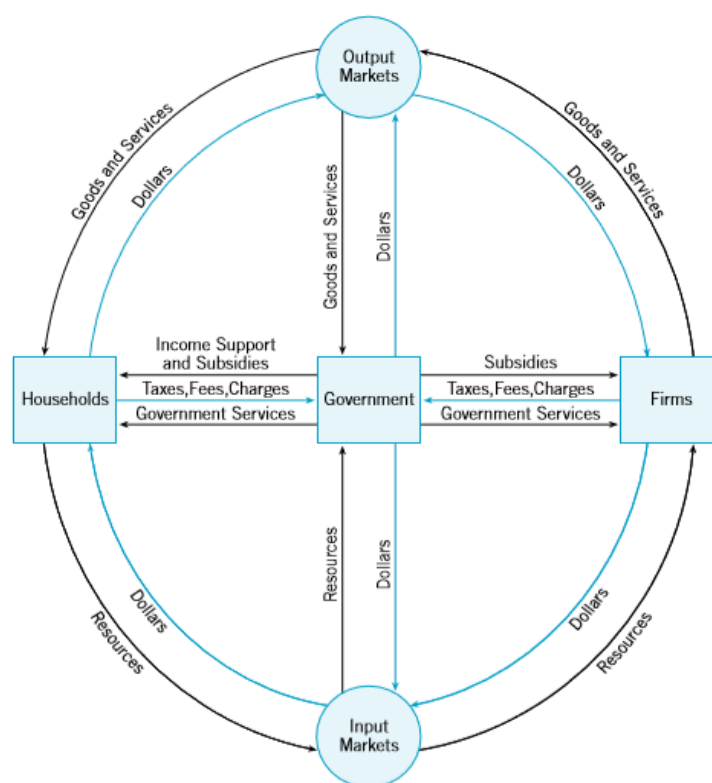 Output
Markets
Goods and Services
Dollars
Goods and Services
Dollars
Dollars
Goods and Services
Income Support
and Subsidies
Subsidies
Households
Taxes,Fees,Charges
Government
Taxes,Fees,Charges
Firms
Government Services
Government Services
Resources
Dollars
Resources
Dollars
Dollars
Resources
Input
Markets